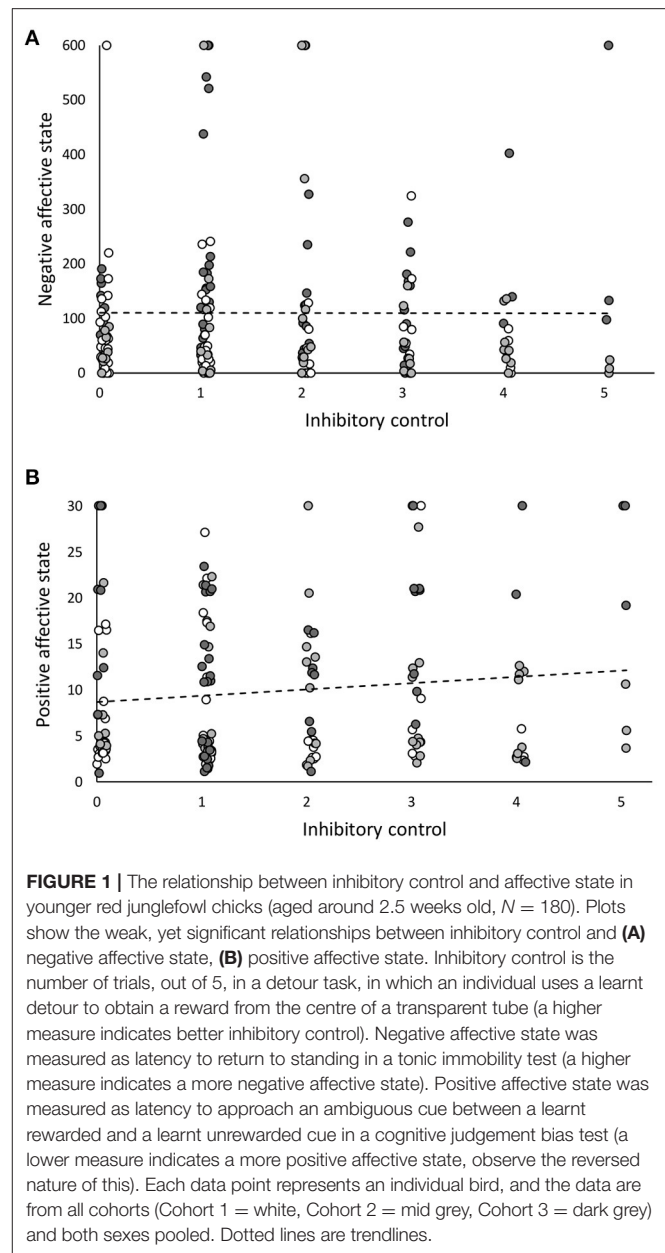 A
600
500
400
300
200
100
0
Negative affective state
0 1 2 3 4 5
Inhibitory control
B
30
25
20
15
10
5
0
Positive affective state
0 1 2 3 4 5
Inhibitory control
FIGURE 1 | The relationship between inhibitory control and affective state in
younger red junglefowl chicks (aged around 2.5 weeks old, N = 180). Plots
show the weak, yet significant relationships between inhibitory control and (A)
negative affective state, (B) positive affective state. Inhibitory control is the
number of trials, out of 5, in a detour task, in which an individual uses a learnt
detour to obtain a reward from the centre of a transparent tube (a higher
measure indicates better inhibitory control). Negative affective state was
measured as latency to return to standing in a tonic immobility test (a higher
measure indicates a more negative affective state). Positive affective state was
measured as latency to approach an ambiguous cue between a learnt
rewarded and a learnt unrewarded cue in a cognitive judgement bias test (a
lower measure indicates a more positive affective state, observe the reversed
nature of this). Each data point represents an individual bird, and the data are
from all cohorts (Cohort 1 = white, Cohort 2 = mid grey, Cohort 3 = dark grey)
and both sexes pooled. Dotted lines are trendlines.